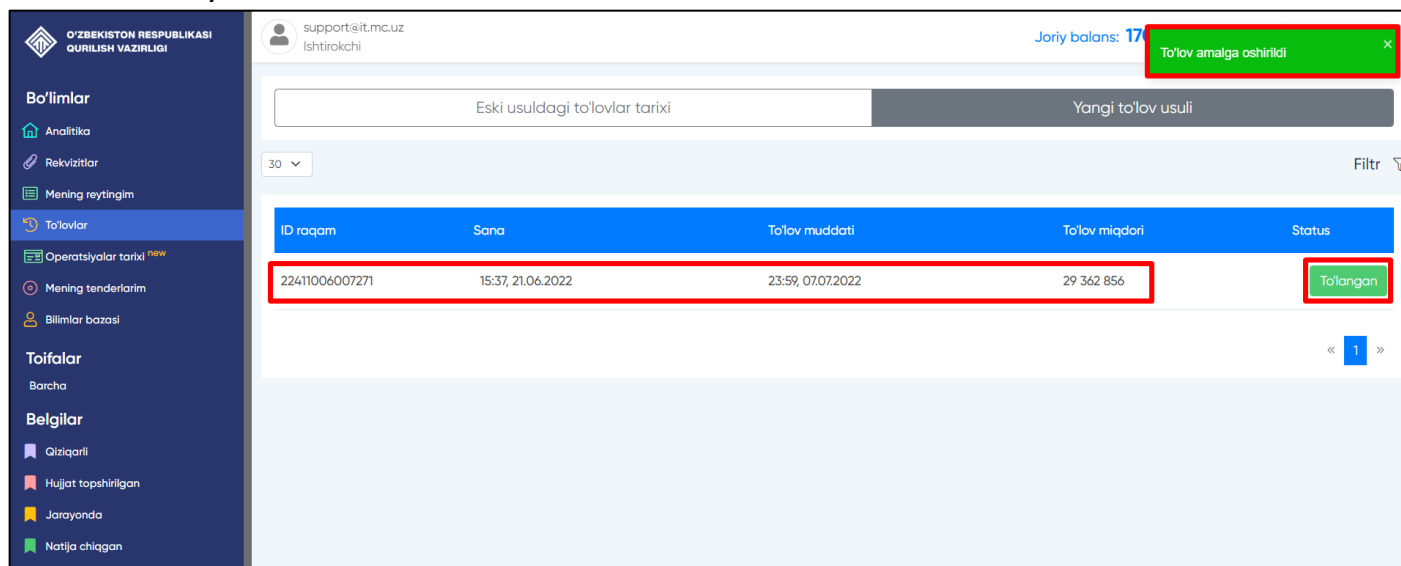 O'ZBEKISTON RESPUBLIKASI
QURILISH VAZIRLIGI
support@it.mc.uz
Ishtirokchi
Joriy balans:
To'lov amalga oshirildi ×
Bo'limlar
Analitika
Rekvizitlar
Mening reytingim
To'lovlar
Operatsiyalar tarixi new
Mening tenderlarim
Bilimlar bazasi
Toifalar
Barcha
Belgilar
Qiziqarli
Hujjat topshirilgan
Jarayonda
Natija chiqgan
Eski usuldagi to'lovlar tarixi
Yangi to'lov usuli
30
Filtr
ID raqam Sana To'lov muddati To'lov miqdori Status
22411006007271 15:37, 21.06.2022 23:59, 07.07.2022 29 362 856 To'langan
« 1 »